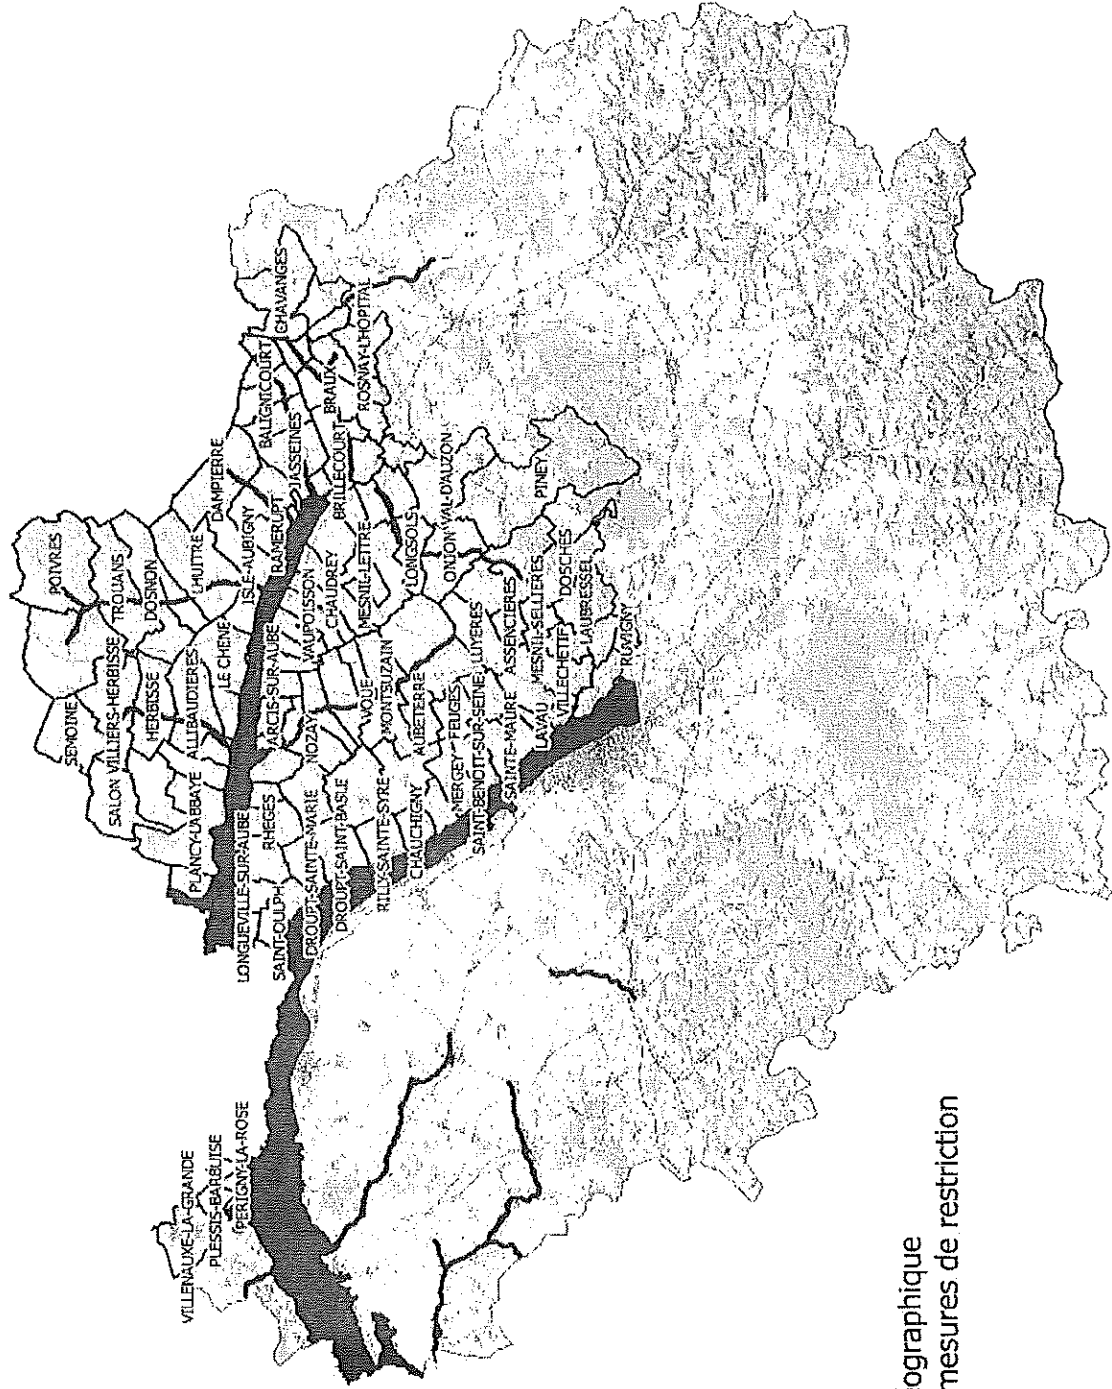 POIVRES
SEMOINE
TROUANS
SALON
VILLIERS-HERBISSE
DOSNON
HERBISSE
LHUITRE
DAMPIERRE
ALLIBAUDIERES
PLANCY-L'ABBAYE
LE CHENE
ISLE-AUBIGNY
BALIGNICOURT
CHAVANGES
LONGUEVILLE-SUR-AUBE
RHEGES
ARCIS-SUR-AUBE
RAMERUPT
JASSEINES
SAINT-OULPH
NOZAY
VAUPOISSON
BRAUX
DROUPT-SAINTE-MARIE
CHAUDREY
BRILLECOURT
DROUPT-SAINT-BASLE
VOUE
MESNIL-LETTRE
ROSNAY-L'HOPITAL
RILLY-SAINTE-SYRE
MONTSUZAIN
CHAUCHIGNY
AUBETERRE
LONGSOLS
MERGEY
FEUGES
ONJON
VAL-D'AUZON
SAINT-BENOIT-SUR-SEINE
LUYERES
SAINTE-MAURE
ASSENCIERES
PINEY
LAVAU
MESNIL-SELLIERES
VILLECHETIF
DOSCHES
LAUBRESSEL
RUVIGNY
VILLENAUXE-LA-GRANDE
PLESSIS-BARBUISE
PERIGNY-LA-ROSE
ographique
mesures de restriction